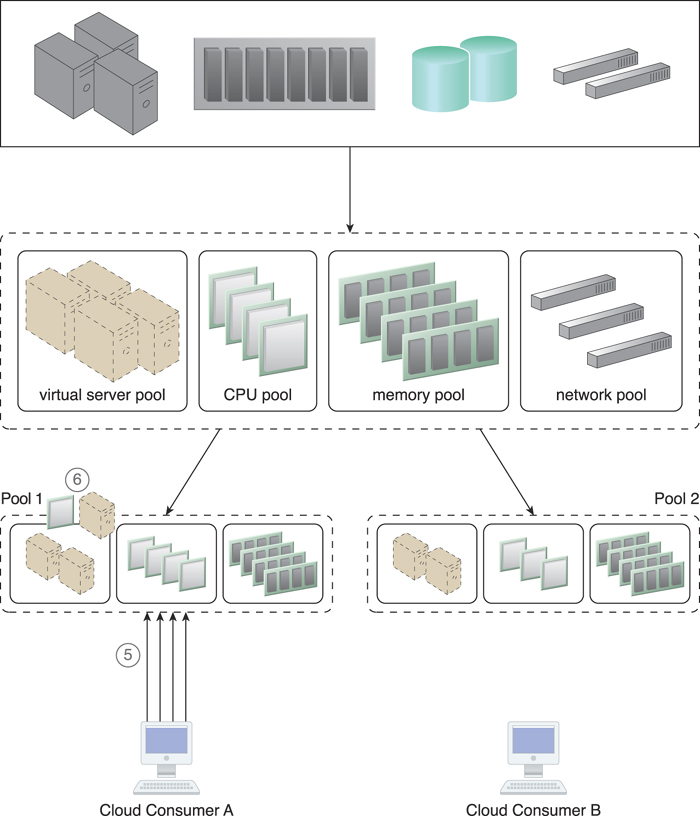 virtual server pool
CPU pool
memory pool
network pool
6
Pool 1
Pool 2
5
Cloud Consumer A
Cloud Consumer B